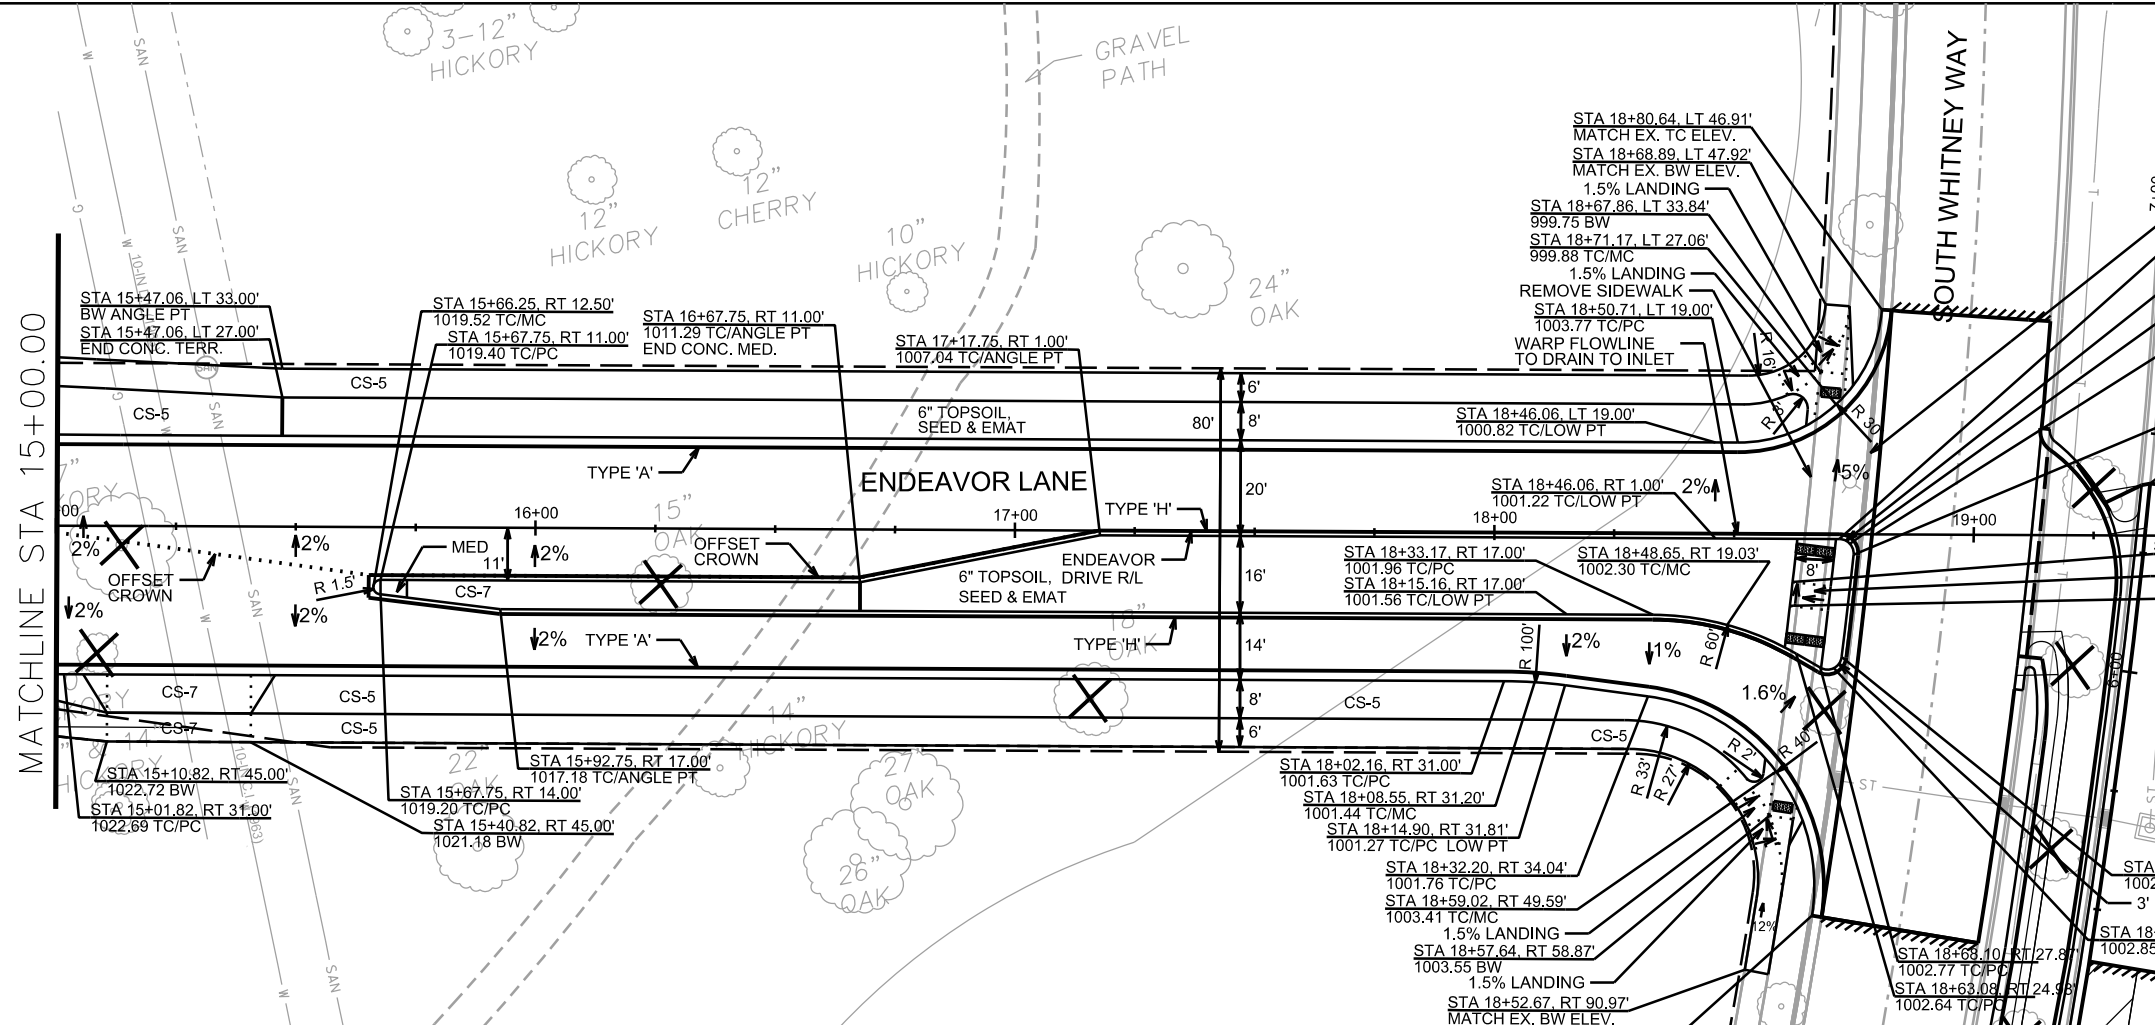 3-12"
HICKORY
GRAVEL
PATH
12"
CHERRY
12"
HICKORY
10"
HICKORY
24"
OAK
SOUTH WHITNEY WAY
STA 18+80.64, LT 46.91'
MATCH EX. TC ELEV.
STA 18+68.89, LT 47.92'
MATCH EX. BW ELEV.
1.5% LANDING
STA 18+67.86, LT 33.84'
999.75 BW
STA 18+71.17, LT 27.06'
999.88 TC/MC
1.5% LANDING
REMOVE SIDEWALK
STA 18+50.71, LT 19.00'
1003.77 TC/PC
WARP FLOWLINE
TO DRAIN TO INLET
STA 18+46.06, LT 19.00'
1000.82 TC/LOW PT
STA 18+46.06, RT 1.00'
1001.22 TC/LOW PT
MATCHLINE STA 15+00.00
STA 15+47.06, LT 33.00'
BW ANGLE PT
STA 15+47.06, LT 27.00'
END CONC. TERR.
STA 15+66.25, RT 12.50'
1019.52 TC/MC
STA 15+67.75, RT 11.00'
1019.40 TC/PC
STA 16+67.75, RT 11.00'
1011.29 TC/ANGLE PT
END CONC. MED.
STA 17+17.75, RT 1.00'
1007.04 TC/ANGLE PT
CS-5
CS-5
6" TOPSOIL,
SEED & EMAT
80'
6'
8'
20'
16'
14'
8'
6'
R 16'
R 30'
TYPE 'A'
ENDEAVOR LANE
TYPE 'H'
15"
OAK
16+00
17+00
18+00
19+00
2%
2%
2%
2%
2%
2%
2%
2%
1%
1.6%
5%
12%
OFFSET
CROWN
R 1.5'
MED
11'
CS-7
OFFSET
CROWN
ENDEAVOR
DRIVE R/L
6" TOPSOIL,
SEED & EMAT
STA 18+33.17, RT 17.00'
1001.96 TC/PC
STA 18+15.16, RT 17.00'
1001.56 TC/LOW PT
STA 18+48.65, RT 19.03'
1002.30 TC/MC
8'
TYPE 'A'
TYPE 'H'
18"
OAK
R 100'
R 60'
R 40'
R 2'
R 33'
R 27'
CS-7
CS-5
CS-7
CS-5
CS-5
CS-5
14"
HICKORY
22"
OAK
27"
OAK
26"
OAK
STA 15+10.82, RT 45.00'
1022.72 BW
STA 15+01.82, RT 31.00'
1022.69 TC/PC
STA 15+92.75, RT 17.00'
1017.18 TC/ANGLE PT
STA 15+67.75, RT 14.00'
1019.20 TC/PC
STA 15+40.82, RT 45.00'
1021.18 BW
STA 18+02.16, RT 31.00'
1001.63 TC/PC
STA 18+08.55, RT 31.20'
1001.44 TC/MC
STA 18+14.90, RT 31.81'
1001.27 TC/PC LOW PT
STA 18+32.20, RT 34.04'
1001.76 TC/PC
STA 18+59.02, RT 49.59'
1003.41 TC/MC
1.5% LANDING
STA 18+57.64, RT 58.87'
1003.55 BW
1.5% LANDING
STA 18+52.67, RT 90.97'
MATCH EX. BW ELEV.
STA 18+68.10, RT 27.87'
1002.77 TC/PC
STA 18+63.08, RT 24.93'
1002.64 TC/PC
STA
1002
3'
STA 18
1002.85
SAN
SAN
SAN
SAN
SAN
SAN
SAN
W
W
W
W
G
T
T
ST
ST